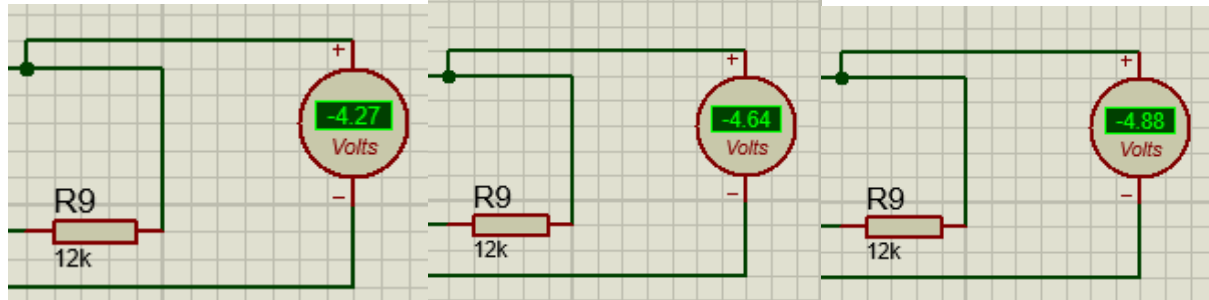 +
-4.27
Volts
−
R9
12k
+
-4.64
Volts
−
R9
12k
+
-4.88
Volts
−
R9
12k